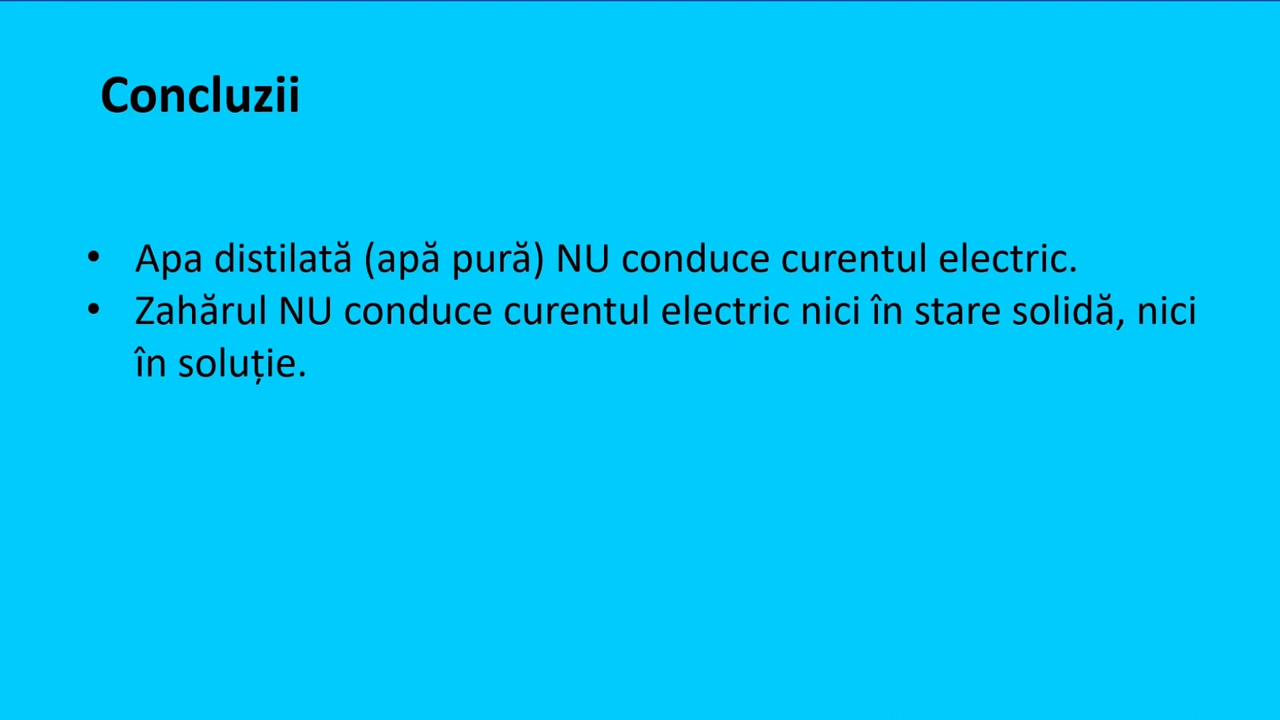 Concluzii
• Apa distilată (apă pură) NU conduce curentul electric.
• Zahărul NU conduce curentul electric nici în stare solidă, nici
în soluție.